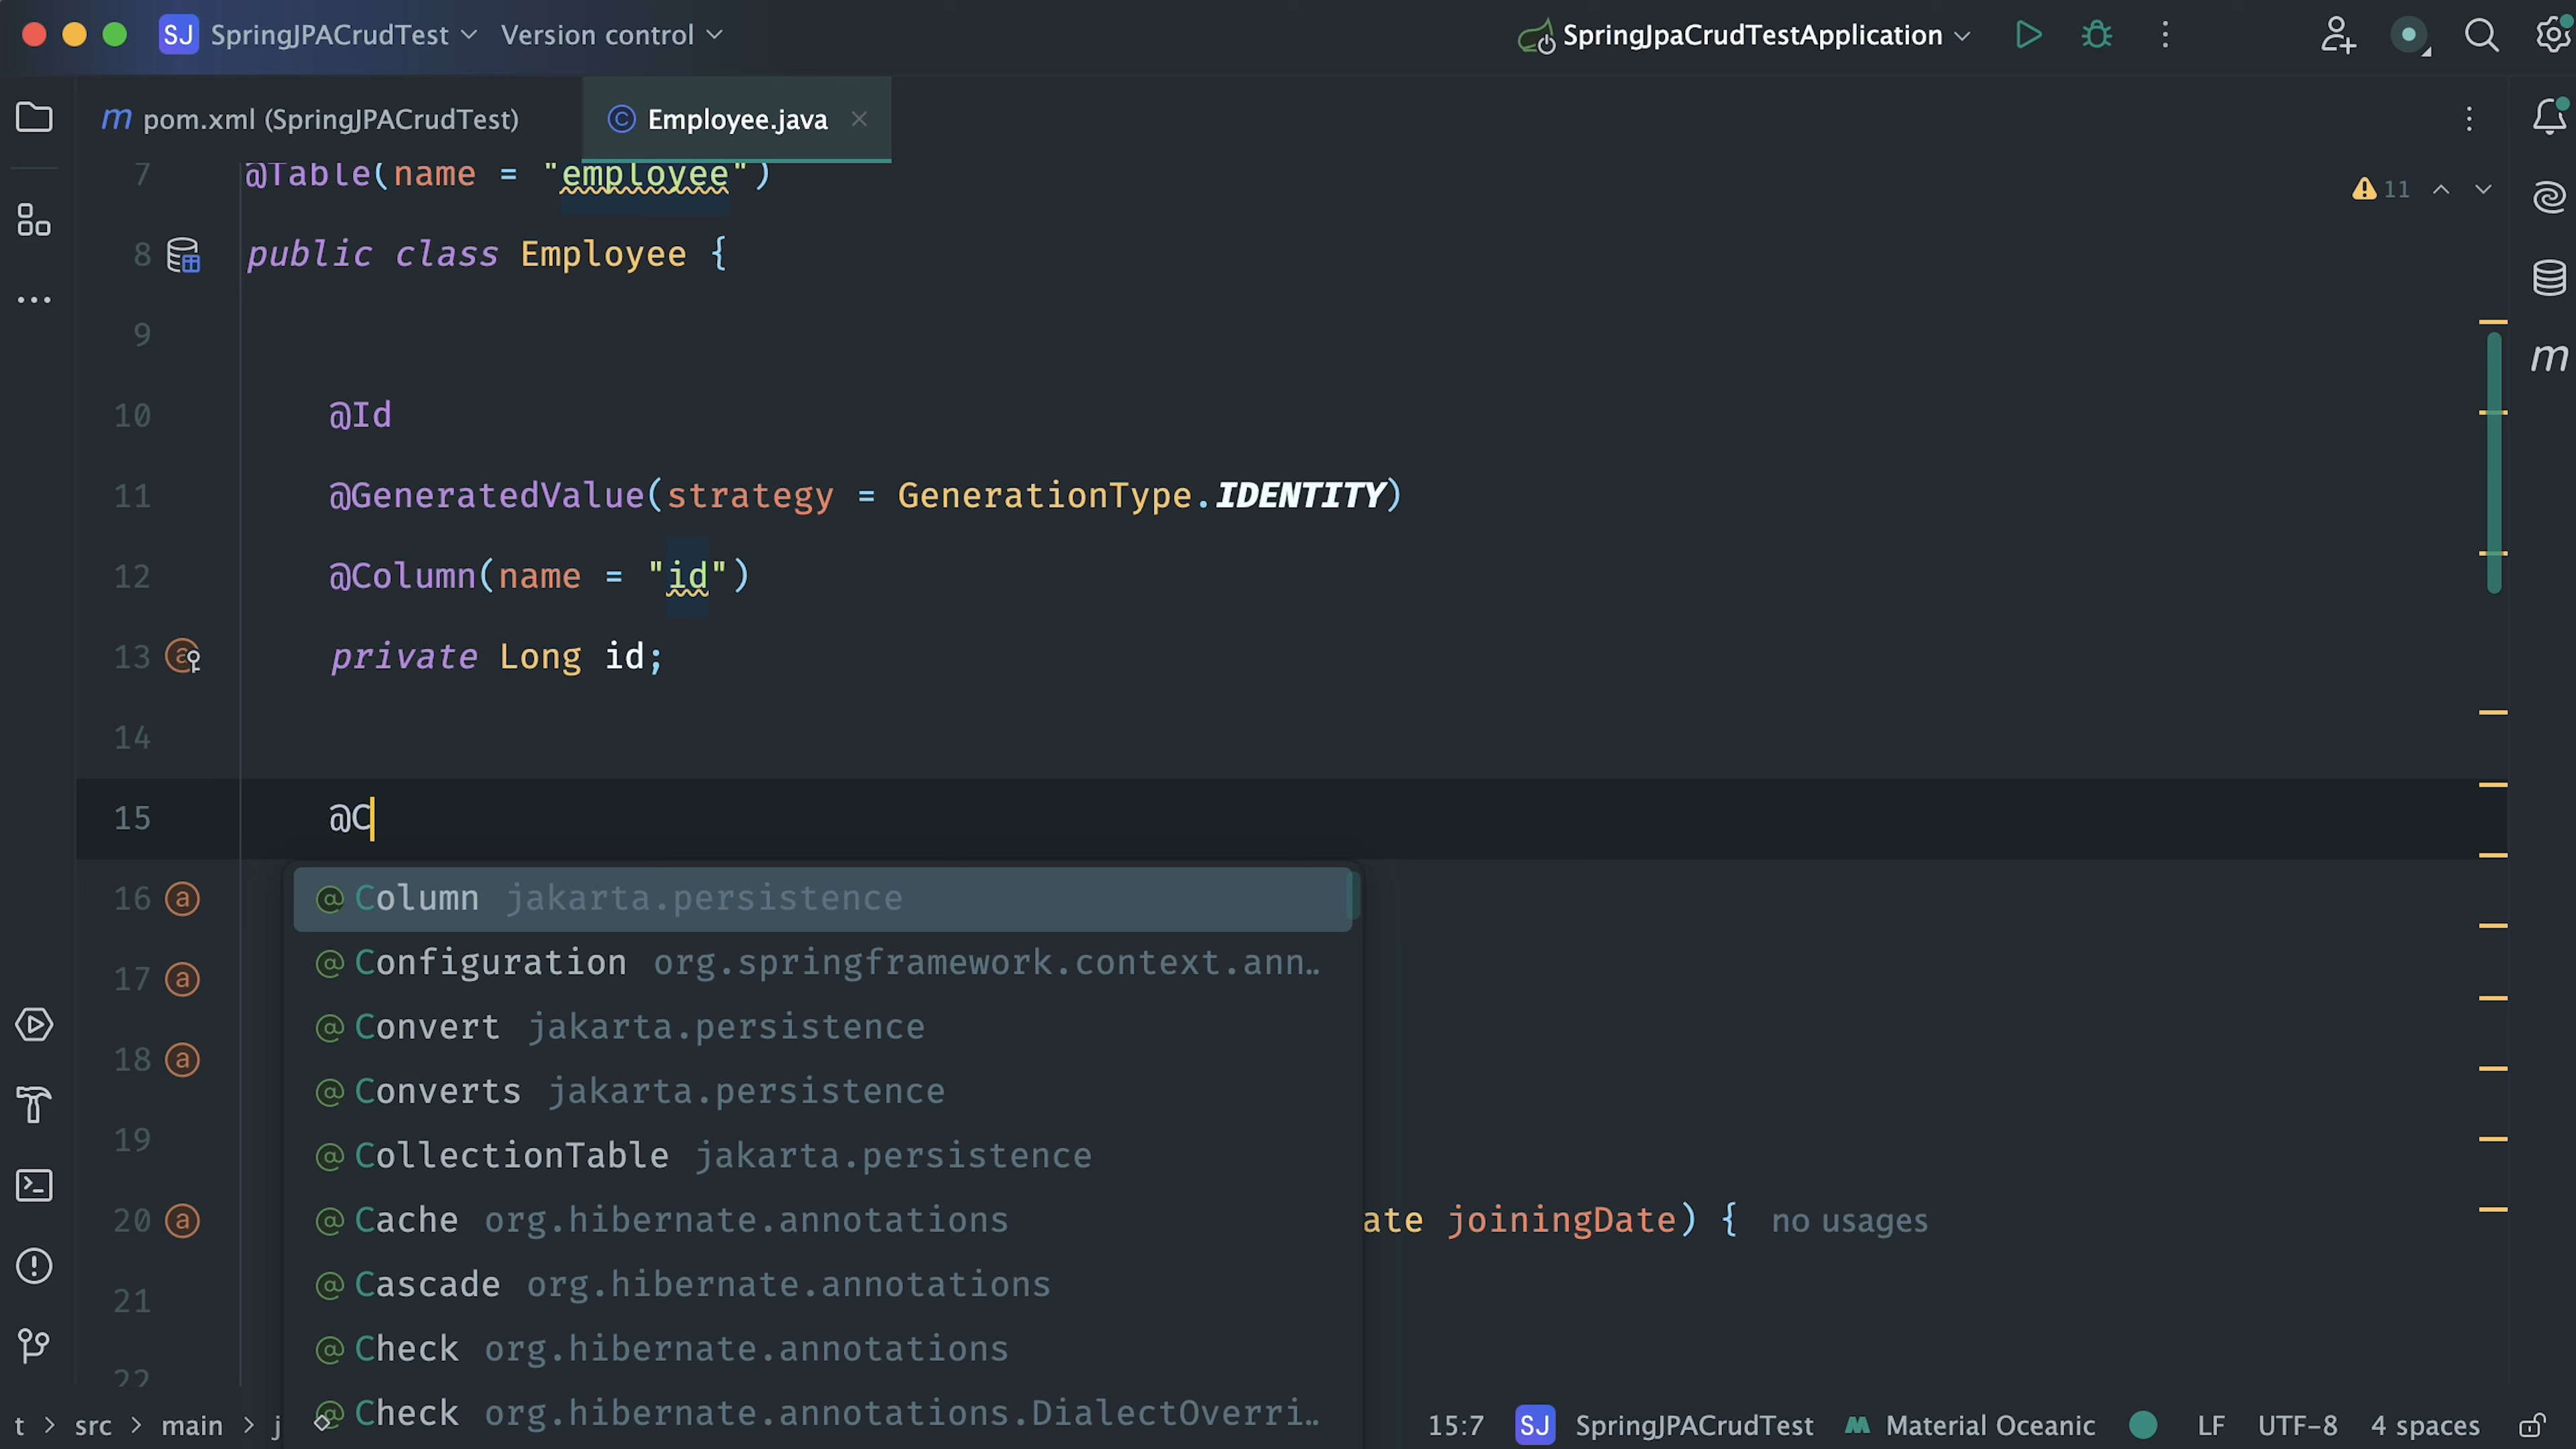 SJ SpringJPACrudTest Version control SpringJpaCrudTestApplication
m pom.xml (SpringJPACrudTest) Employee.java
7 @Table(name = "employee")
11
8 public class Employee {
9
10 @Id
11 @GeneratedValue(strategy = GenerationType.IDENTITY)
12 @Column(name = "id")
13 private Long id;
14
15 @C
16 @ Column jakarta.persistence
@ Configuration org.springframework.context.ann…
17
@ Convert jakarta.persistence
18
@ Converts jakarta.persistence
19
@ CollectionTable jakarta.persistence
20 @ Cache org.hibernate.annotations ate joiningDate) { no usages
@ Cascade org.hibernate.annotations
21
@ Check org.hibernate.annotations
22
@ Check org.hibernate.annotations.DialectOverri…
t > src > main > j 15:7 SJ SpringJPACrudTest Material Oceanic LF UTF-8 4 spaces